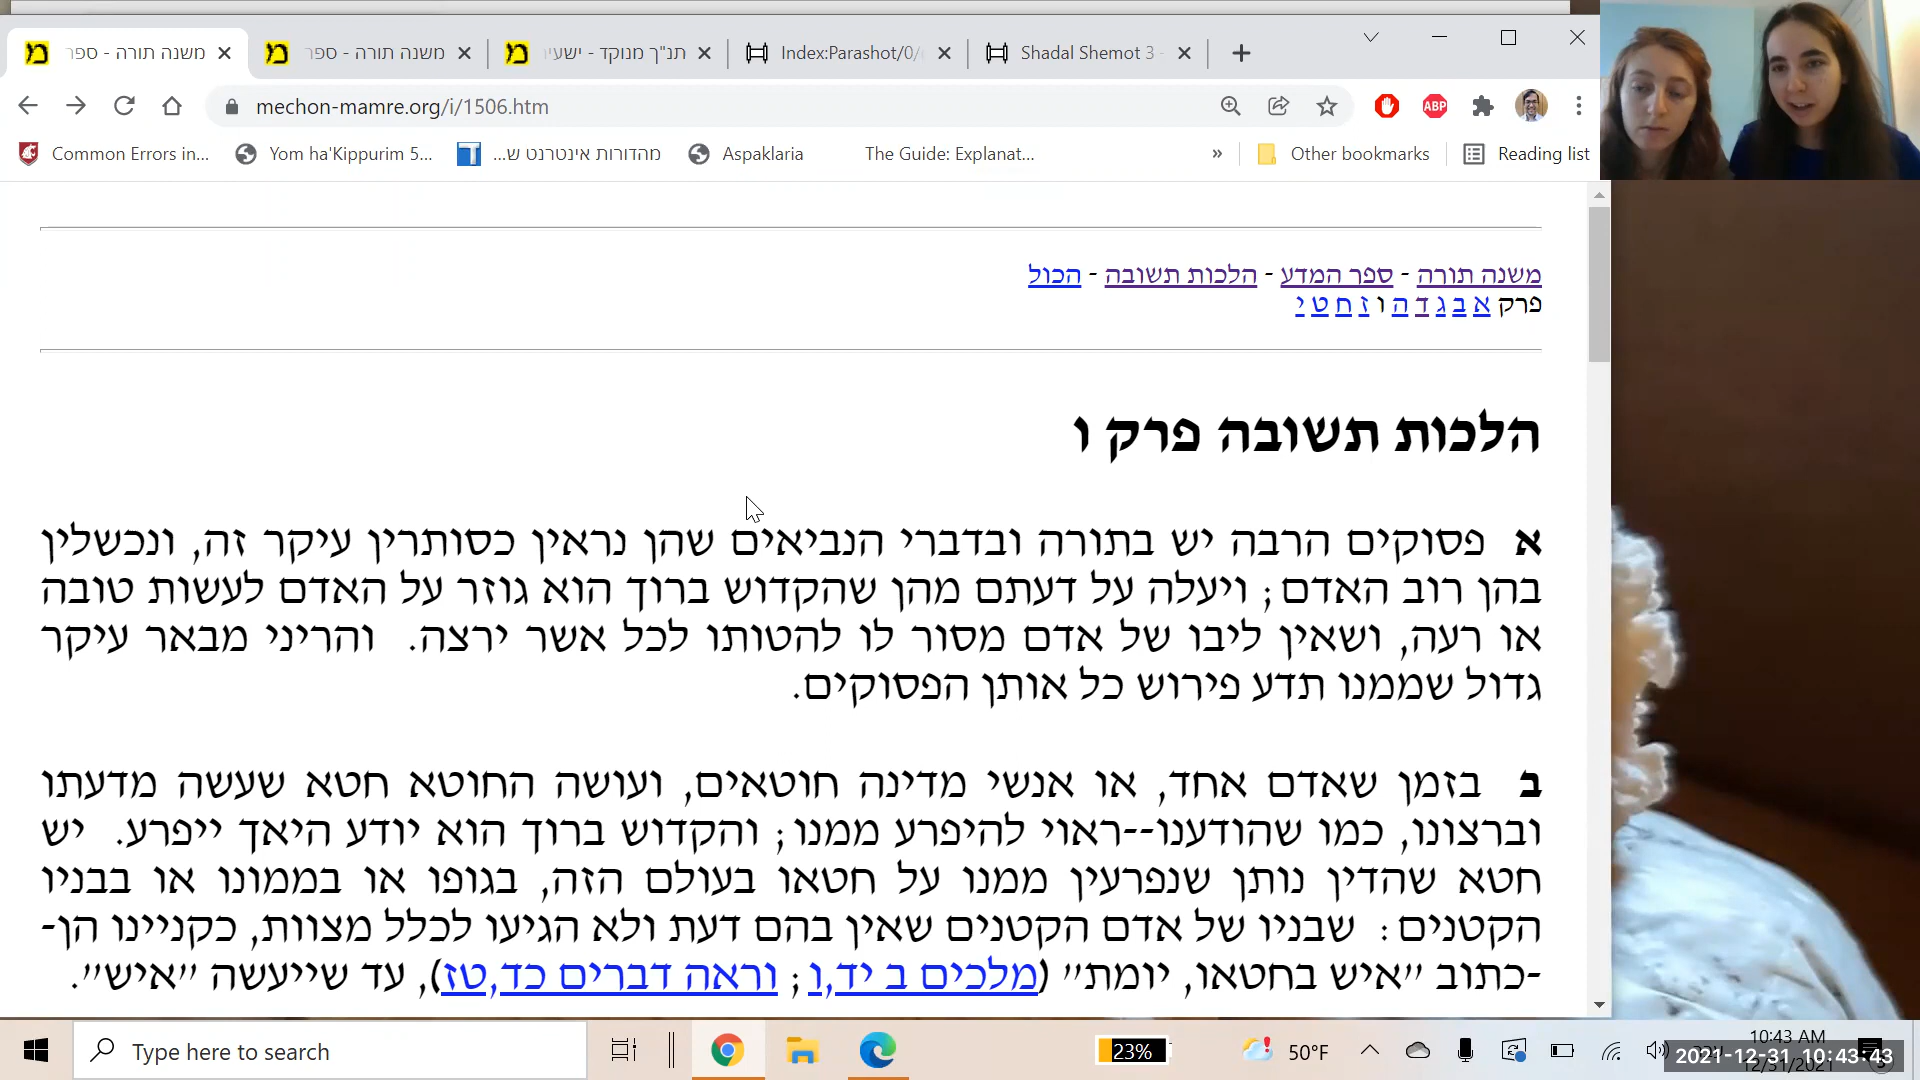 משנה תורה - ספר
משנה תורה - ספר
תנ"ך מנוקד - ישעי
Index:Parashot/0/
Shadal Shemot 3 -
mechon-mamre.org/i/1506.htm
ABP
Common Errors in...
Yom ha'Kippurim 5...
מהדורות אינטרנט ש...
Aspaklaria
The Guide: Explanat...
»
Other bookmarks
Reading list
משנה תורה - ספר המדע - הלכות תשובה - הכול
פרק א ב ג ד ה ו ז ח ט י
הלכות תשובה פרק ו
א פסוקים הרבה יש בתורה ובדברי הנביאים שהן נראין כסותרין עיקר זה, ונכשלין
בהן רוב האדם; ויעלה על דעתם מהן שהקדוש ברוך הוא גוזר על האדם לעשות טובה
או רעה, ושאין ליבו של אדם מסור לו להטותו לכל אשר ירצה. והריני מבאר עיקר
גדול שממנו תדע פירוש כל אותן הפסוקים.
ב בזמן שאדם אחד, או אנשי מדינה חוטאים, ועושה החוטא חטא שעשה מדעתו
וברצונו, כמו שהודענו--ראוי להיפרע ממנו; והקדוש ברוך הוא יודע היאך ייפרע. יש
חטא שהדין נותן שנפרעין ממנו על חטאו בעולם הזה, בגופו או בממונו או בבניו
הקטנים: שבניו של אדם הקטנים שאין בהם דעת ולא הגיעו לכלל מצוות, כקניינו הן-
-כתוב "איש בחטאו, יומת" (מלכים ב יד,ו; וראה דברים כד,טז), עד שייעשה "איש".
Type here to search
23%
50°F
10:43 AM
2021-12-31 10:43:43